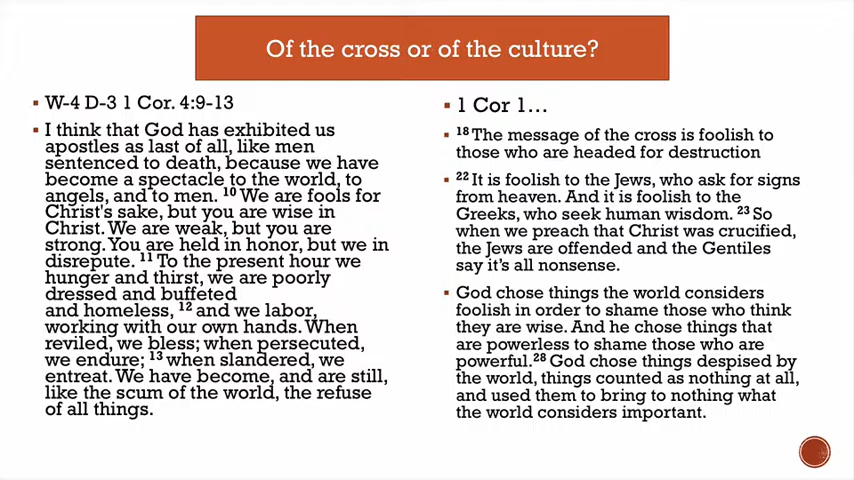 Of the cross or of the culture?
▪ W-4 D-3 1 Cor. 4:9-13
▪ I think that God has exhibited us
apostles as last of all, like men
sentenced to death, because we have
become a spectacle to the world, to
angels, and to men. ¹⁰ We are fools for
Christ's sake, but you are wise in
Christ. We are weak, but you are
strong. You are held in honor, but we in
disrepute. ¹¹ To the present hour we
hunger and thirst, we are poorly
dressed and buffeted
and homeless, ¹² and we labor,
working with our own hands. When
reviled, we bless; when persecuted,
we endure; ¹³ when slandered, we
entreat. We have become, and are still,
like the scum of the world, the refuse
of all things.
▪ 1 Cor 1…
▪ ¹⁸ The message of the cross is foolish to
those who are headed for destruction
▪ ²² It is foolish to the Jews, who ask for signs
from heaven. And it is foolish to the
Greeks, who seek human wisdom. ²³ So
when we preach that Christ was crucified,
the Jews are offended and the Gentiles
say it’s all nonsense.
▪ God chose things the world considers
foolish in order to shame those who think
they are wise. And he chose things that
are powerless to shame those who are
powerful.²⁸ God chose things despised by
the world, things counted as nothing at all,
and used them to bring to nothing what
the world considers important.